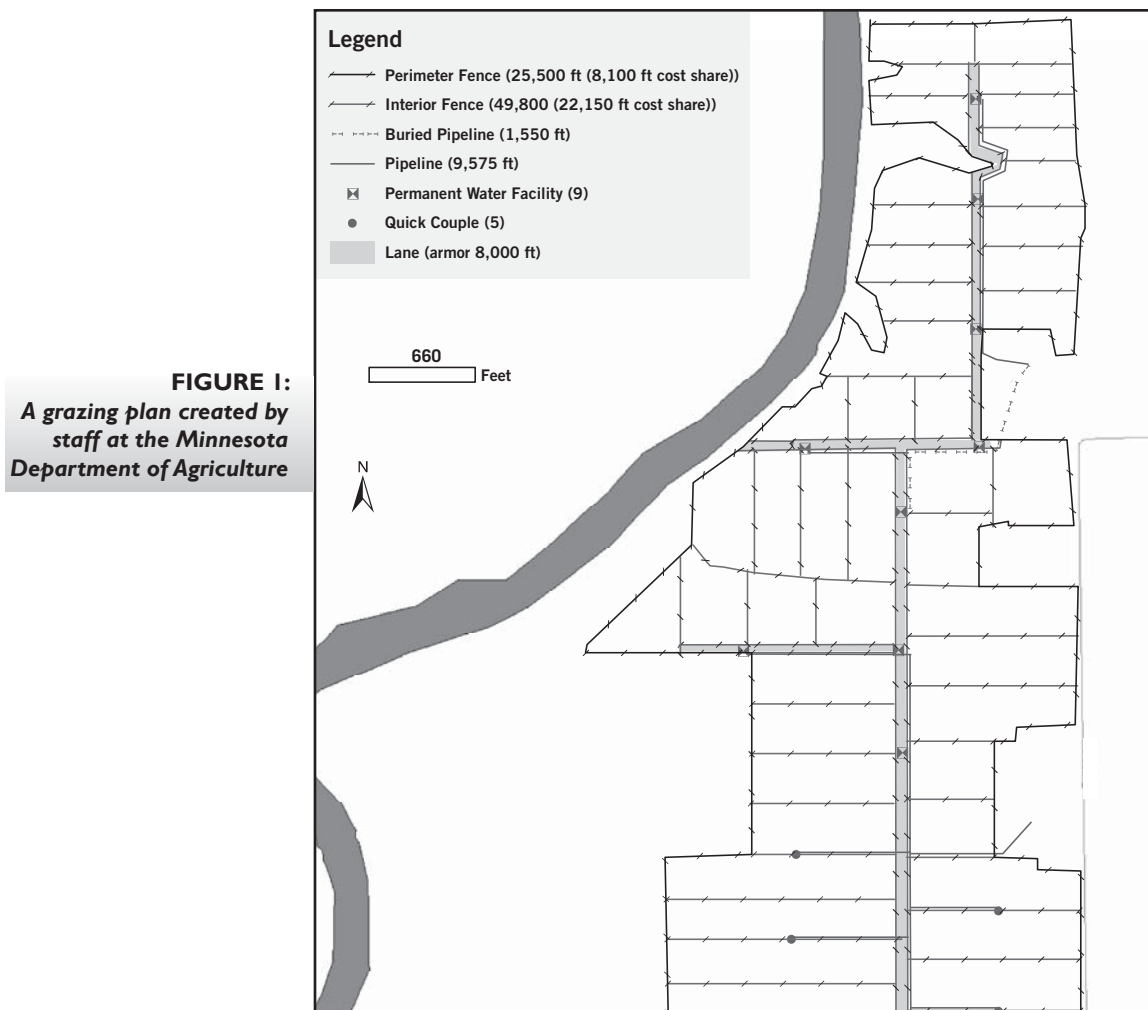 Legend
Perimeter Fence (25,500 ft (8,100 ft cost share))
Interior Fence (49,800 (22,150 ft cost share))
Buried Pipeline (1,550 ft)
Pipeline (9,575 ft)
Permanent Water Facility (9)
Quick Couple (5)
Lane (armor 8,000 ft)
660
Feet
N
FIGURE 1:
A grazing plan created by
staff at the Minnesota
Department of Agriculture